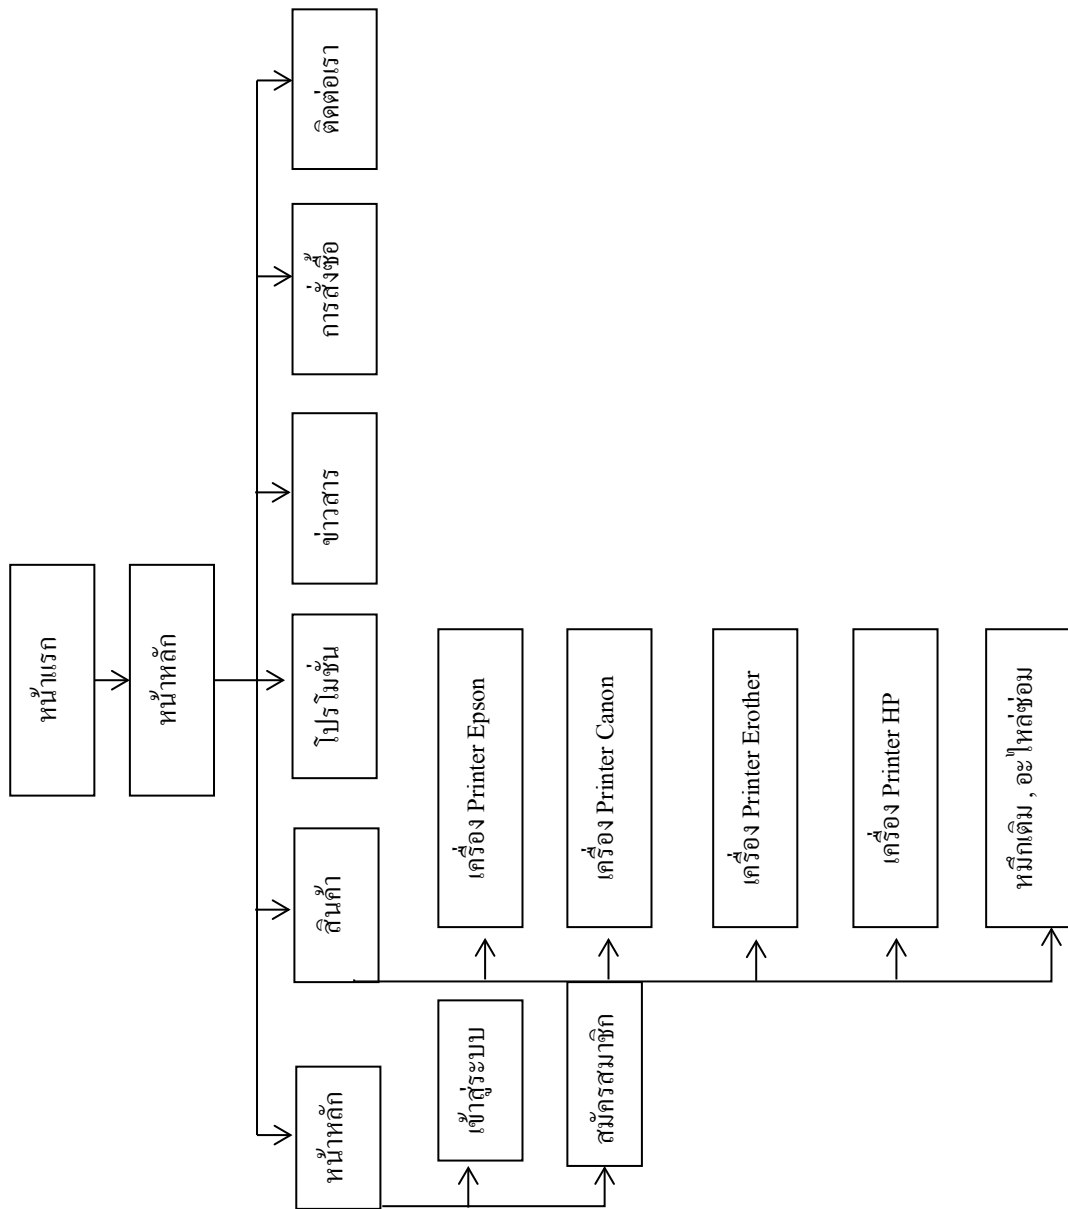 หน้าแรก
หน้าหลัก
หน้าหลัก
สินค้า
โปรโมชั่น
ข่าวสาร
การสั่งซื้อ
ติดต่อเรา
เข้าสู่ระบบ
สมัครสมาชิก
เครื่อง Printer Epson
เครื่อง Printer Canon
เครื่อง Printer Erother
เครื่อง Printer HP
หมึกเติม , อะไหล่ซ่อม